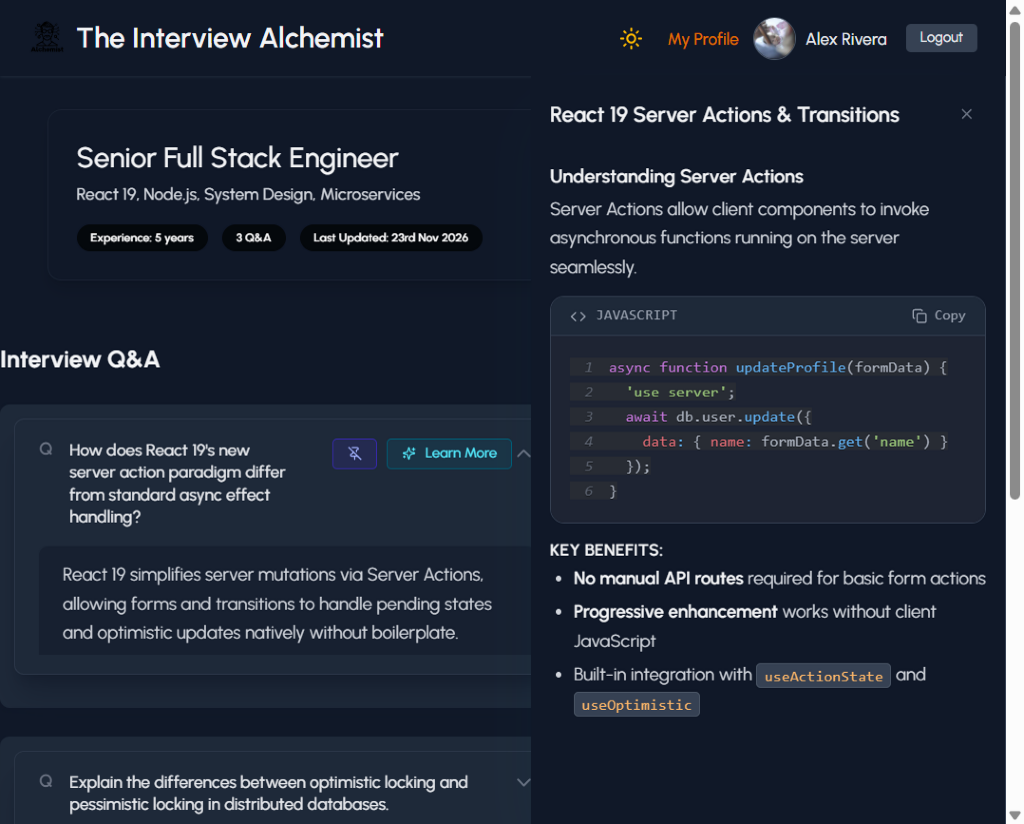 The Interview Alchemist
My Profile
Alex Rivera
Logout
Senior Full Stack Engineer
React 19, Node.js, System Design, Microservices
Experience: 5 years
3 Q&A
Last Updated: 23rd Nov 2026
Interview Q&A
Q
How does React 19's new
server action paradigm differ
from standard async effect
handling?
Learn More
React 19 simplifies server mutations via Server Actions,
allowing forms and transitions to handle pending states
and optimistic updates natively without boilerplate.
Q
Explain the differences between optimistic locking and
pessimistic locking in distributed databases.
React 19 Server Actions & Transitions
Understanding Server Actions
Server Actions allow client components to invoke
asynchronous functions running on the server
seamlessly.
<> JAVASCRIPT
Copy
1 async function updateProfile(formData) {
2   'use server';
3   await db.user.update({
4     data: { name: formData.get('name') }
5   });
6 }
KEY BENEFITS:
• No manual API routes required for basic form actions
• Progressive enhancement works without client
JavaScript
• Built-in integration with useActionState and
useOptimistic